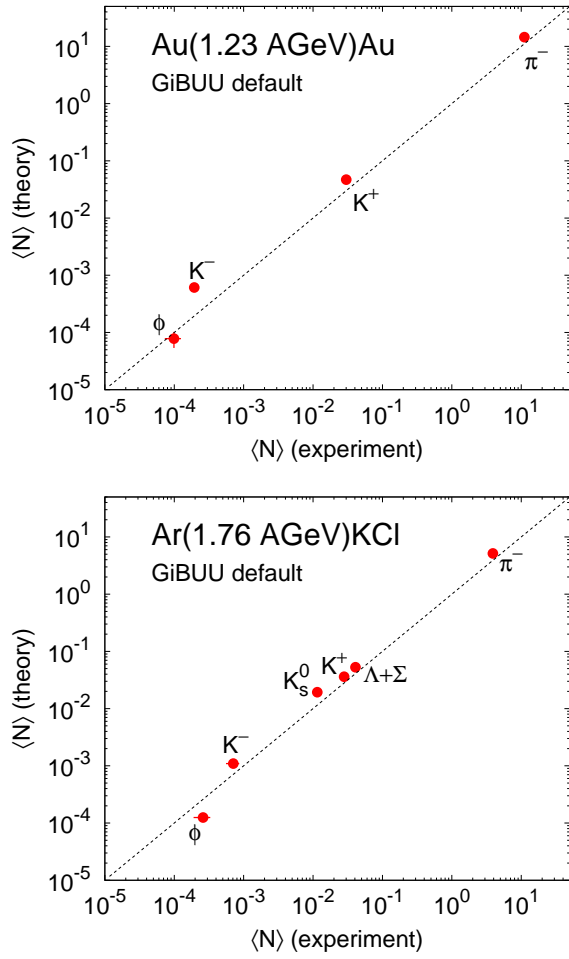 Au(1.23 AGeV)Au
GiBUU default
⟨N⟩ (theory)
10^1
10^0
10^-1
10^-2
10^-3
10^-4
10^-5
π^-
K^+
K^-
ϕ
10^-5 10^-4 10^-3 10^-2 10^-1 10^0 10^1
⟨N⟩ (experiment)
Ar(1.76 AGeV)KCl
GiBUU default
⟨N⟩ (theory)
10^1
10^0
10^-1
10^-2
10^-3
10^-4
10^-5
π^-
K_s^0 K^+ Λ+Σ
K^-
ϕ
10^-5 10^-4 10^-3 10^-2 10^-1 10^0 10^1
⟨N⟩ (experiment)